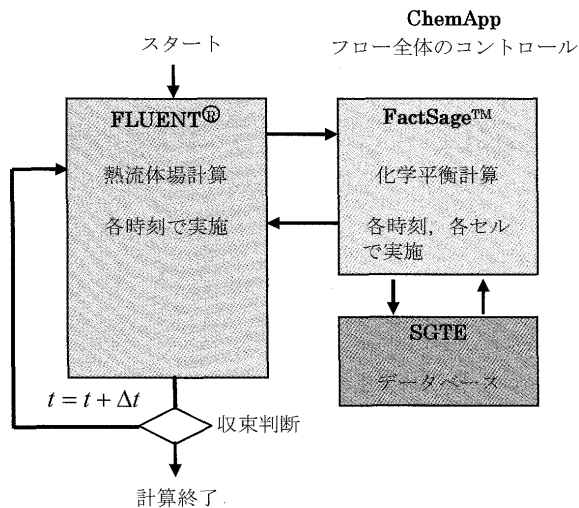 ChemApp
フロー全体のコントロール
スタート
FLUENT®
熱流体場計算
各時刻で実施
FactSage™
化学平衡計算
各時刻，各セル
で実施
SGTE
データベース
t = t + Δt
収束判断
計算終了